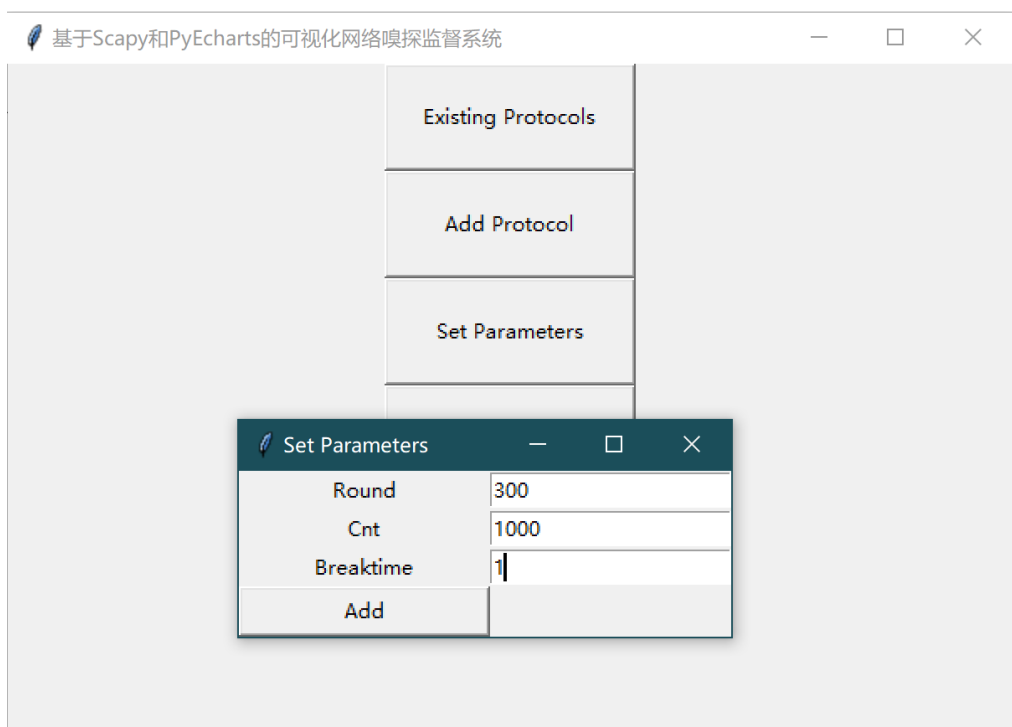 基于Scapy和PyEcharts的可视化网络嗅探监督系统
Existing Protocols
Add Protocol
Set Parameters
Set Parameters
Round 300
Cnt 1000
Breaktime 1
Add